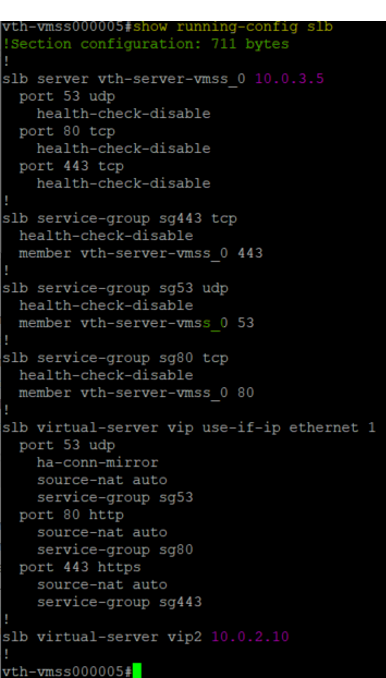 vth-vmss000005#show running-config slb
!Section configuration: 711 bytes
!
slb server vth-server-vmss_0 10.0.3.5
  port 53 udp
    health-check-disable
  port 80 tcp
    health-check-disable
  port 443 tcp
    health-check-disable
!
slb service-group sg443 tcp
  health-check-disable
  member vth-server-vmss_0 443
!
slb service-group sg53 udp
  health-check-disable
  member vth-server-vmss_0 53
!
slb service-group sg80 tcp
  health-check-disable
  member vth-server-vmss_0 80
!
slb virtual-server vip use-if-ip ethernet 1
  port 53 udp
    ha-conn-mirror
    source-nat auto
    service-group sg53
  port 80 http
    source-nat auto
    service-group sg80
  port 443 https
    source-nat auto
    service-group sg443
!
slb virtual-server vip2 10.0.2.10
!
vth-vmss000005#